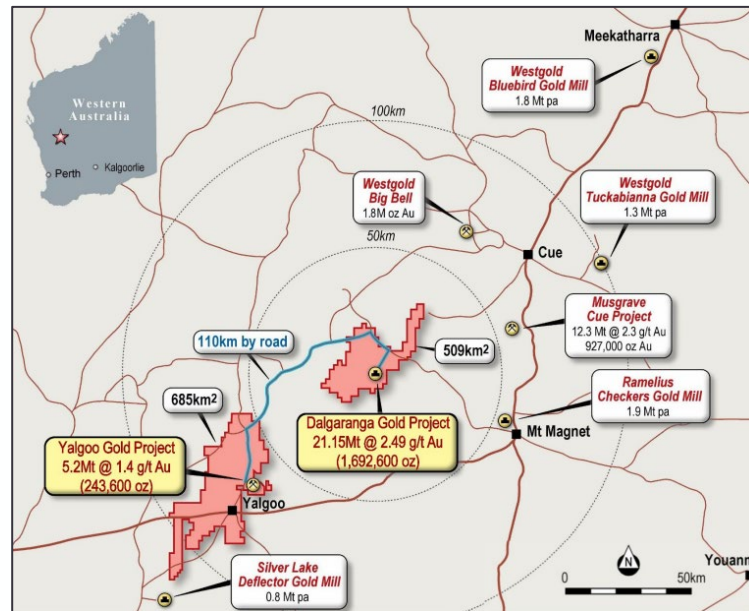 Meekatharra
Westgold
Bluebird Gold Mill
1.8 Mt pa
Western
Australia
Perth
Kalgoorlie
100km
Westgold
Big Bell
1.8M oz Au
Westgold
Tuckabianna Gold Mill
1.3 Mt pa
50km
Cue
Musgrave
Cue Project
12.3 Mt @ 2.3 g/t Au
927,000 oz Au
110km by road
509km²
685km²
Ramelius
Checkers Gold Mill
1.9 Mt pa
Dalgaranga Gold Project
21.15Mt @ 2.49 g/t Au
(1,692,600 oz)
Mt Magnet
Yalgoo Gold Project
5.2Mt @ 1.4 g/t Au
(243,600 oz)
Yalgoo
Silver Lake
Deflector Gold Mill
0.8 Mt pa
N
0 50km
Youanm